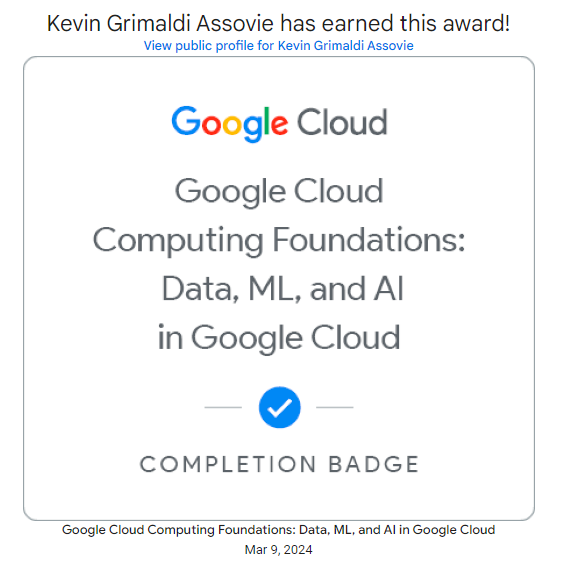 Kevin Grimaldi Assovie has earned this award!
View public profile for Kevin Grimaldi Assovie
Google Cloud
Google Cloud
Computing Foundations:
Data, ML, and AI
in Google Cloud
COMPLETION BADGE
Google Cloud Computing Foundations: Data, ML, and AI in Google Cloud
Mar 9, 2024